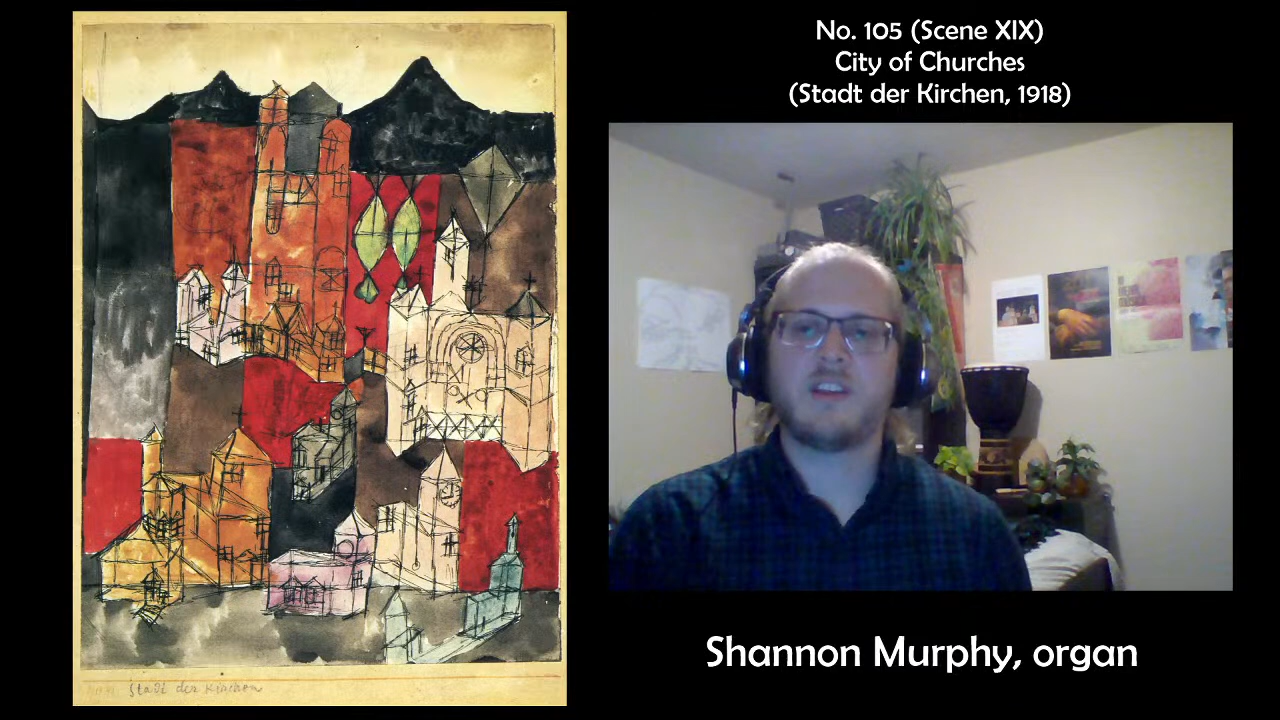 No. 105 (Scene XIX)
City of Churches
(Stadt der Kirchen, 1918)
Shannon Murphy, organ
Stadt der Kirchen